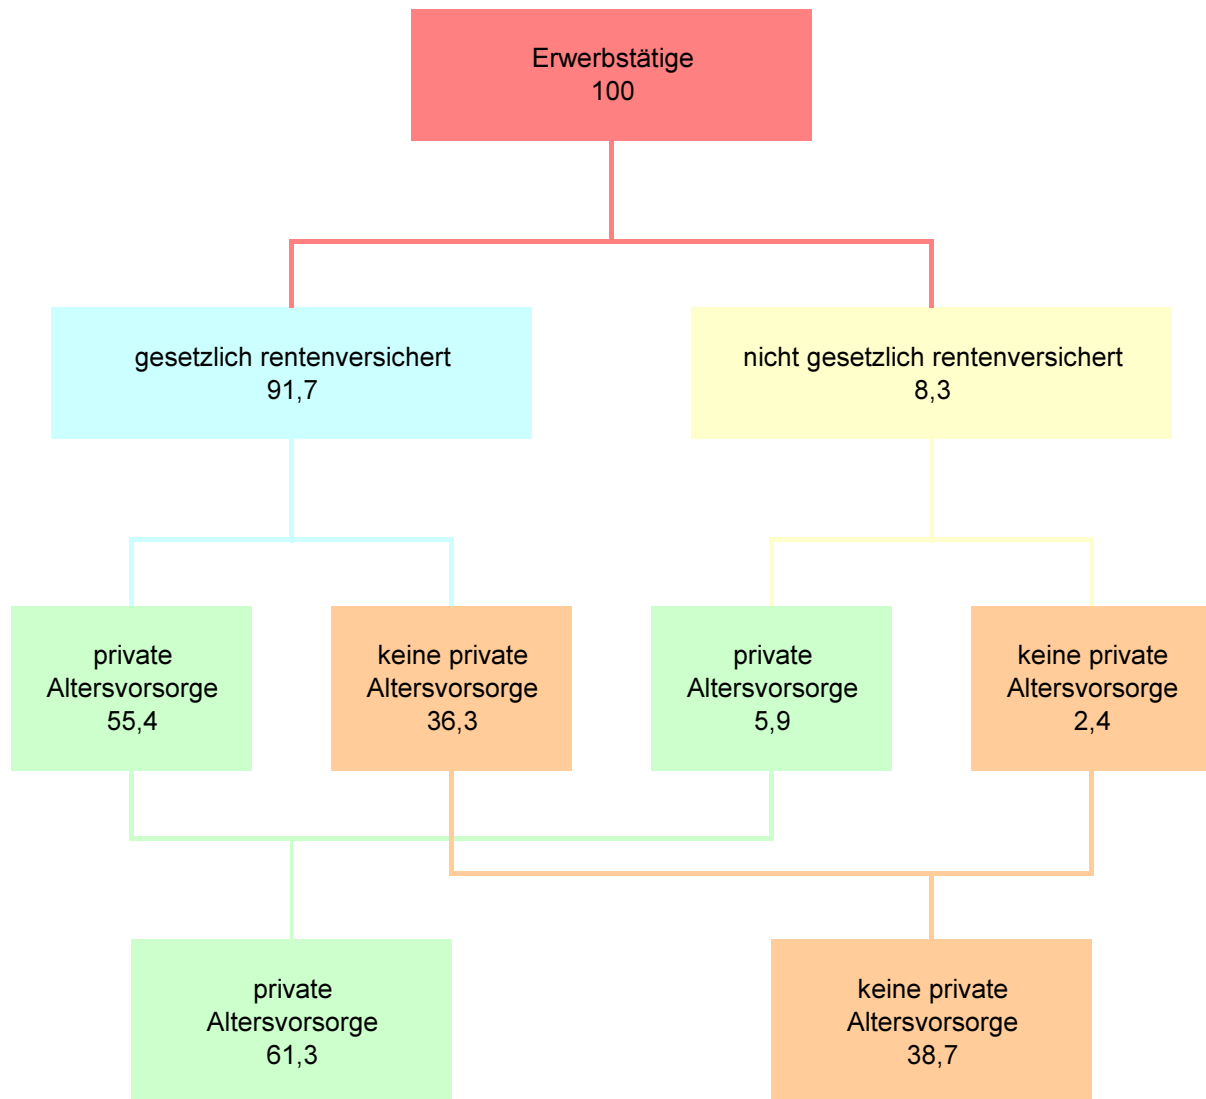 Erwerbstätige
100
gesetzlich rentenversichert
91,7
nicht gesetzlich rentenversichert
8,3
private
Altersvorsorge
55,4
keine private
Altersvorsorge
36,3
private
Altersvorsorge
5,9
keine private
Altersvorsorge
2,4
private
Altersvorsorge
61,3
keine private
Altersvorsorge
38,7